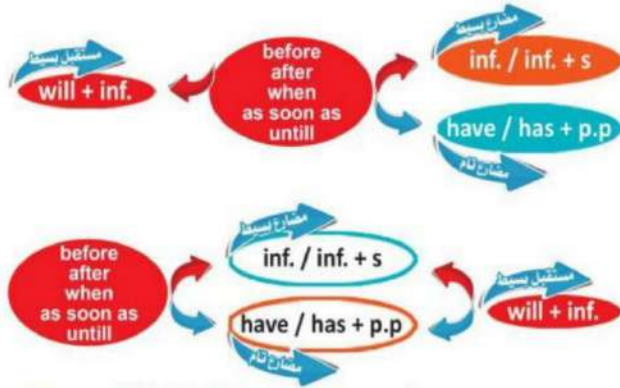 مستقبل بسيط
will + inf.
before
after
when
as soon as
untill
مضارع بسيط
inf. / inf. + s
have / has + p.p
مضارع تام
before
after
when
as soon as
untill
مضارع بسيط
inf. / inf. + s
have / has + p.p
مضارع تام
مستقبل بسيط
will + inf.